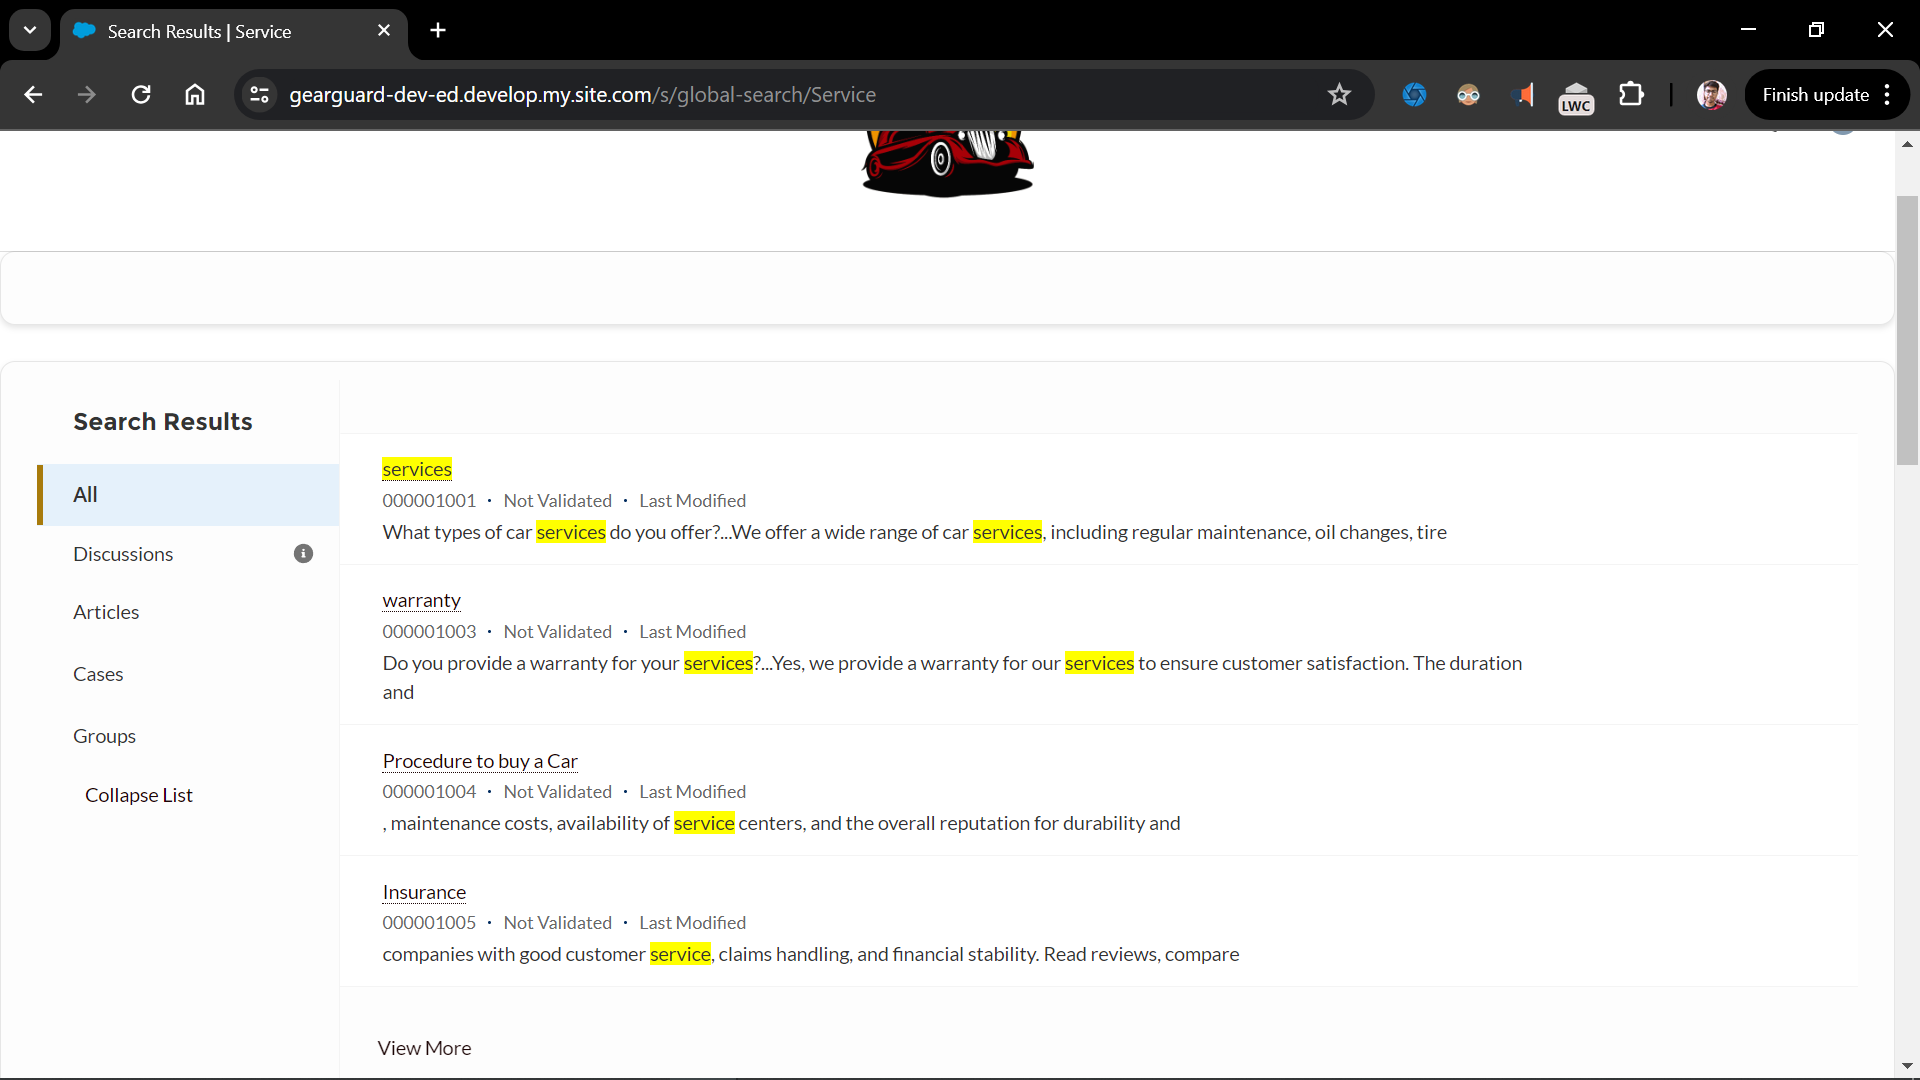 Search Results | Service
gearguard-dev-ed.develop.my.site.com/s/global-search/Service
LWC
Finish update
Search Results
All
Discussions
Articles
Cases
Groups
Collapse List
services
000001001 • Not Validated • Last Modified
What types of car services do you offer?...We offer a wide range of car services, including regular maintenance, oil changes, tire
warranty
000001003 • Not Validated • Last Modified
Do you provide a warranty for your services?...Yes, we provide a warranty for our services to ensure customer satisfaction. The duration
and
Procedure to buy a Car
000001004 • Not Validated • Last Modified
, maintenance costs, availability of service centers, and the overall reputation for durability and
Insurance
000001005 • Not Validated • Last Modified
companies with good customer service, claims handling, and financial stability. Read reviews, compare
View More